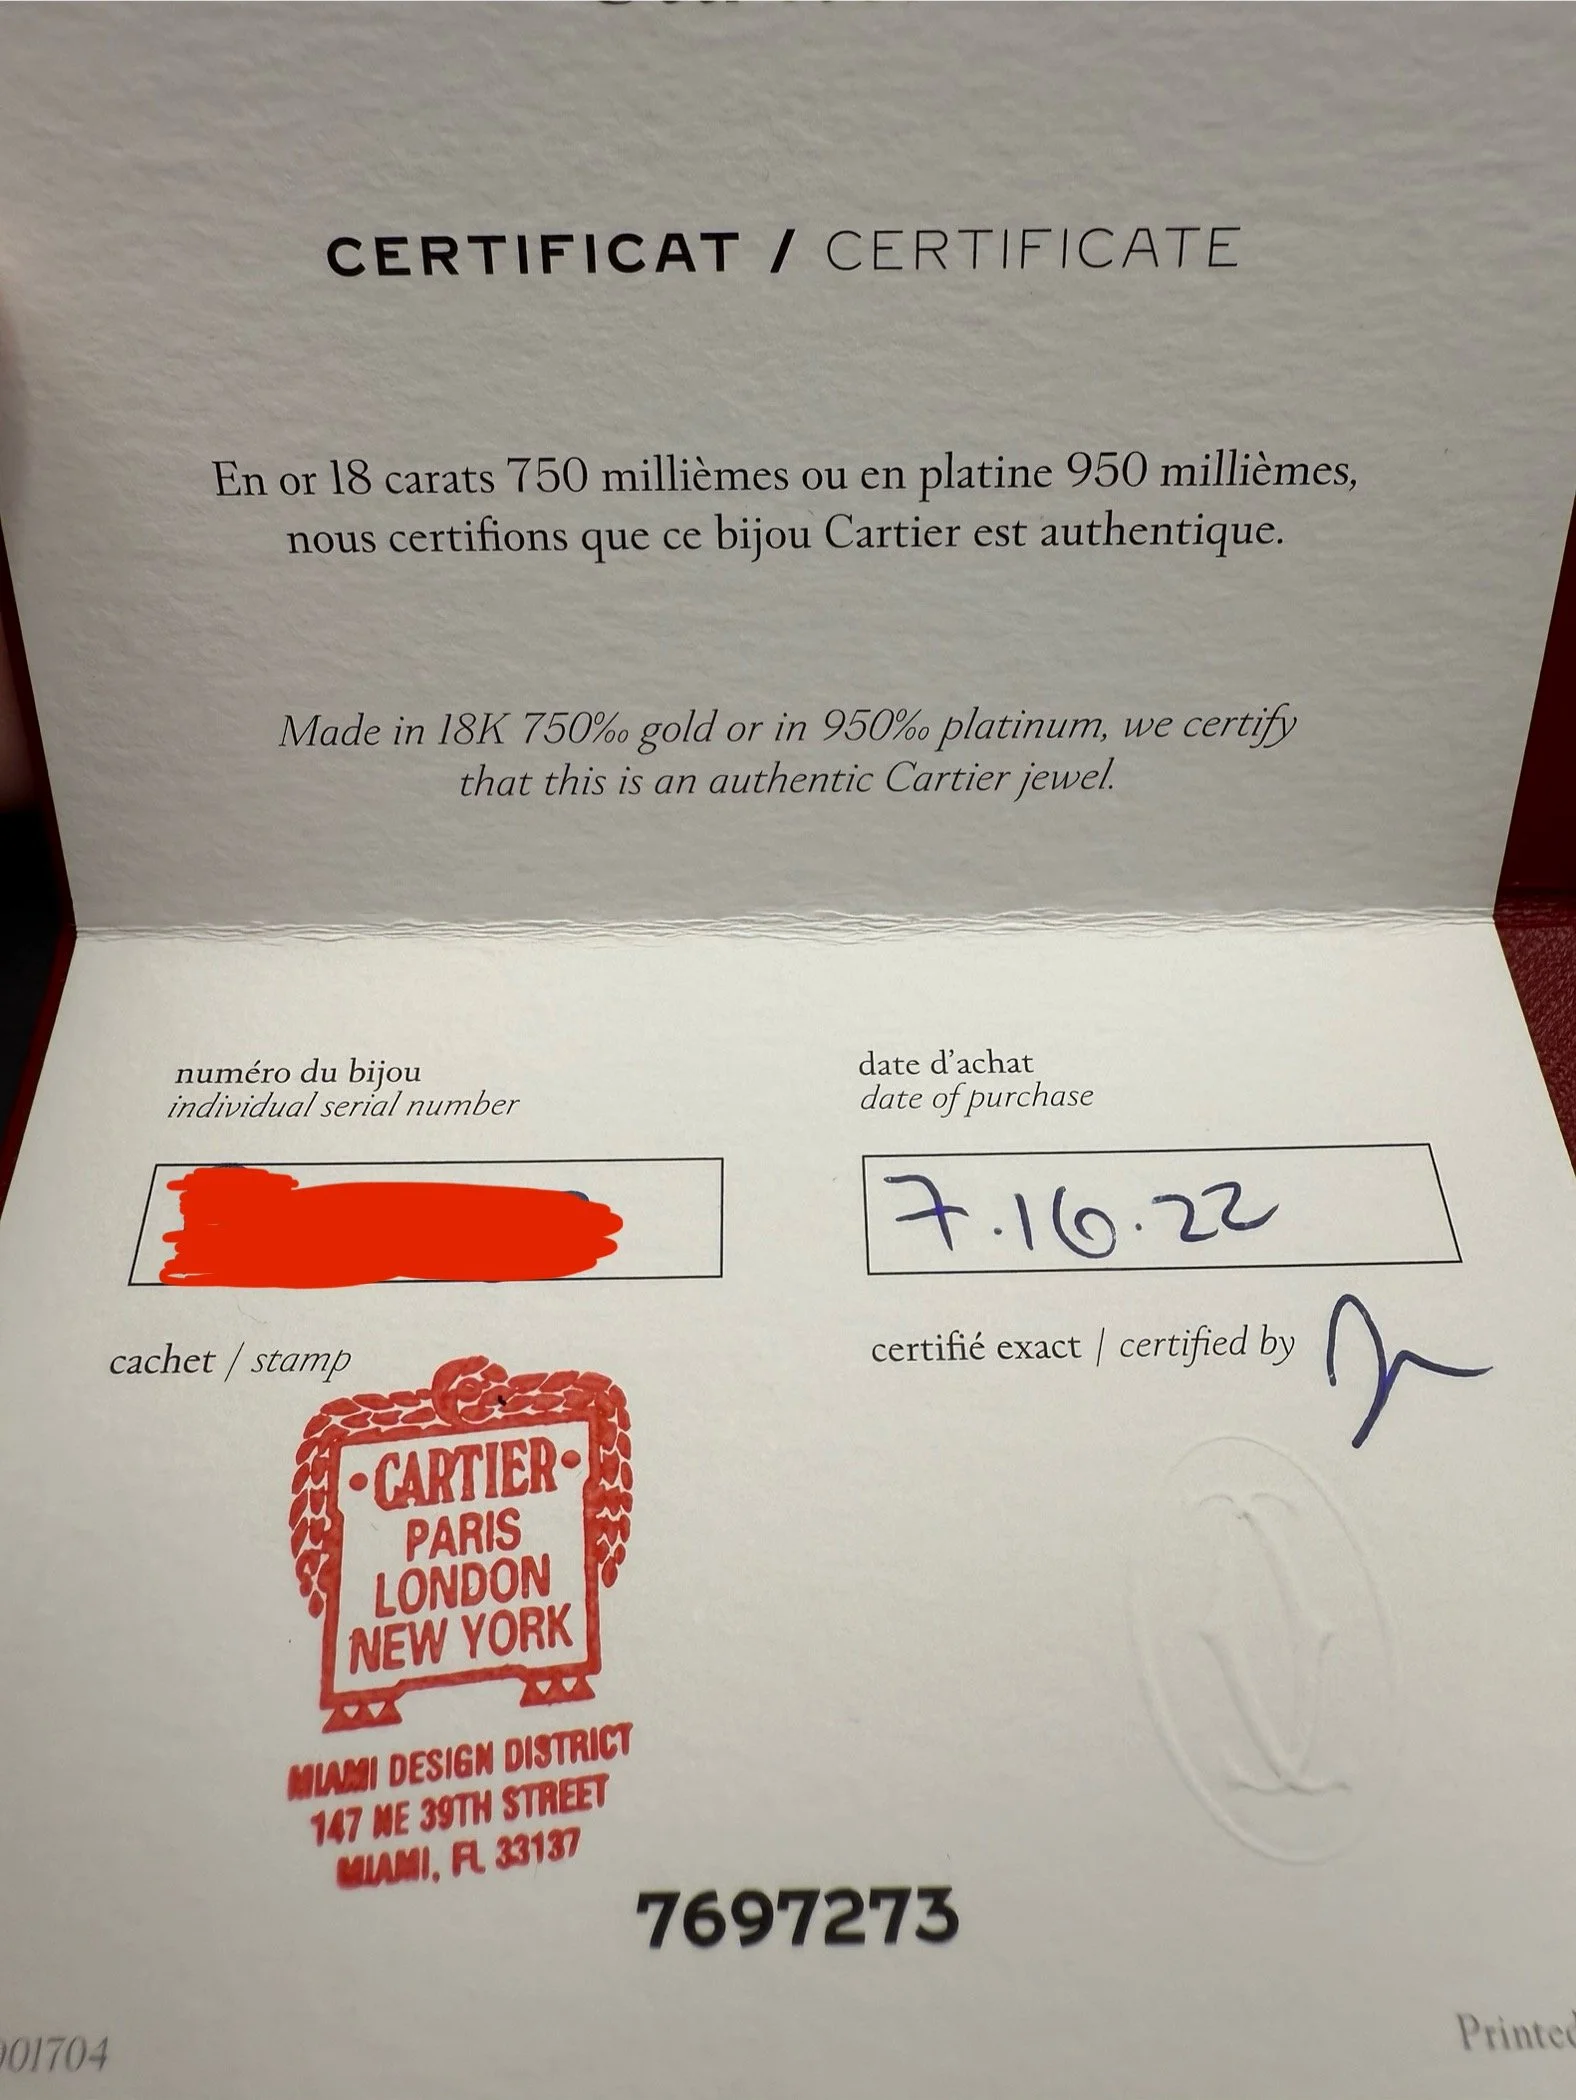 CERTIFICAT / CERTIFICATE
En or 18 carats 750 millièmes ou en platine 950 millièmes,
nous certifions que ce bijou Cartier est authentique.
Made in 18K 750‰ gold or in 950‰ platinum, we certify
that this is an authentic Cartier jewel.
numéro du bijou
individual serial number
date d'achat
date of purchase
7.16.22
cachet / stamp
certifié exact / certified by
•CARTIER•
PARIS
LONDON
NEW YORK
MIAMI DESIGN DISTRICT
147 NE 39TH STREET
MIAMI, FL 33137
7697273
001704
Printed